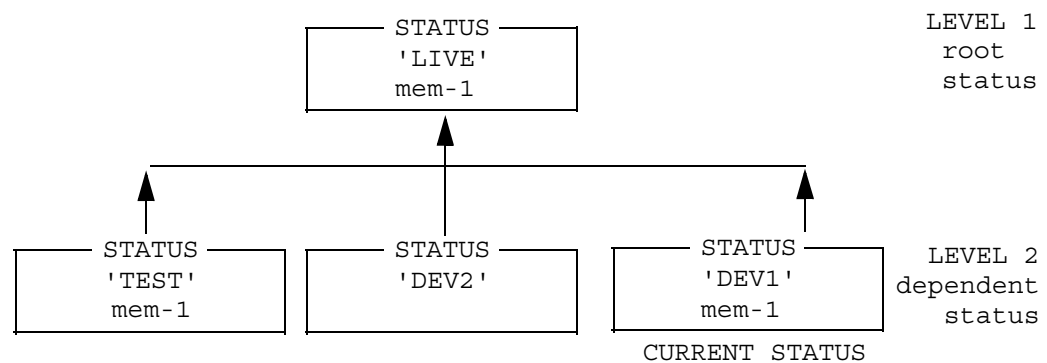 STATUS
'LIVE'
mem-1
LEVEL 1
root
status
STATUS
'TEST'
mem-1
STATUS
'DEV2'
STATUS
'DEV1'
mem-1
LEVEL 2
dependent
status
CURRENT STATUS